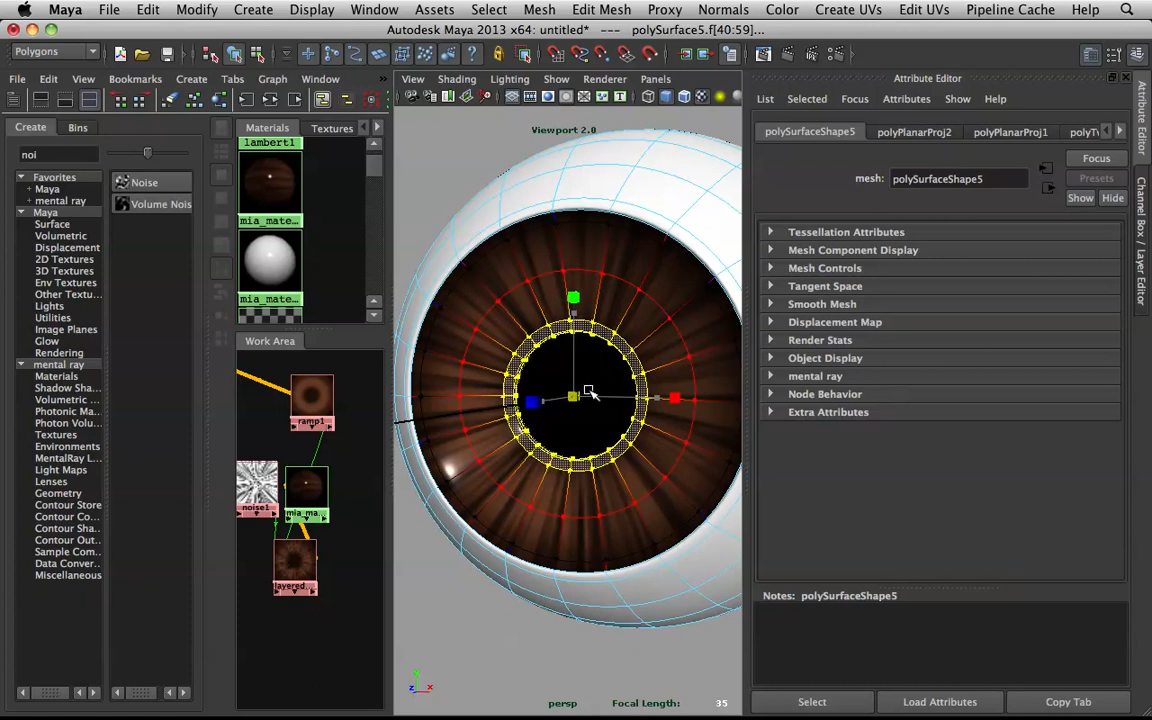 Maya File Edit Modify Create Display Window Assets Select Mesh Edit Mesh Proxy Normals Color Create UVs Edit UVs Pipeline Cache Help
Autodesk Maya 2013 x64: untitled* --- polySurface5.f[40:59]...
Polygons
File Edit View Bookmarks Create Tabs Graph Window »
View Shading Lighting Show Renderer Panels
Attribute Editor
List Selected Focus Attributes Show Help
Create Bins
Materials Textures
Viewport 2.0
polySurfaceShape5 polyPlanarProj2 polyPlanarProj1 polyTv
noi
lambert1
Focus
Presets
Show Hide
mesh: polySurfaceShape5
Favorites
Maya
mental ray
Maya
Surface
Volumetric
Displacement
2D Textures
3D Textures
Env Textures
Other Textu...
Lights
Utilities
Image Planes
Glow
Rendering
mental ray
Materials
Shadow Sha...
Volumetric ...
Photonic Ma...
Photon Volu...
Textures
Environments
MentalRay L...
Light Maps
Lenses
Geometry
Contour Store
Contour Co...
Contour Sha...
Contour Out...
Sample Com...
Data Conver...
Miscellaneous
Noise
Volume Nois
mia_mate...
mia_mate...
Work Area
ramp1
noise1
mia_ma...
layered...
Tessellation Attributes
Mesh Component Display
Mesh Controls
Tangent Space
Smooth Mesh
Displacement Map
Render Stats
Object Display
mental ray
Node Behavior
Extra Attributes
Notes: polySurfaceShape5
y
z x
persp Focal Length: 35
Select Load Attributes Copy Tab
Attribute Editor
Channel Box / Layer Editor